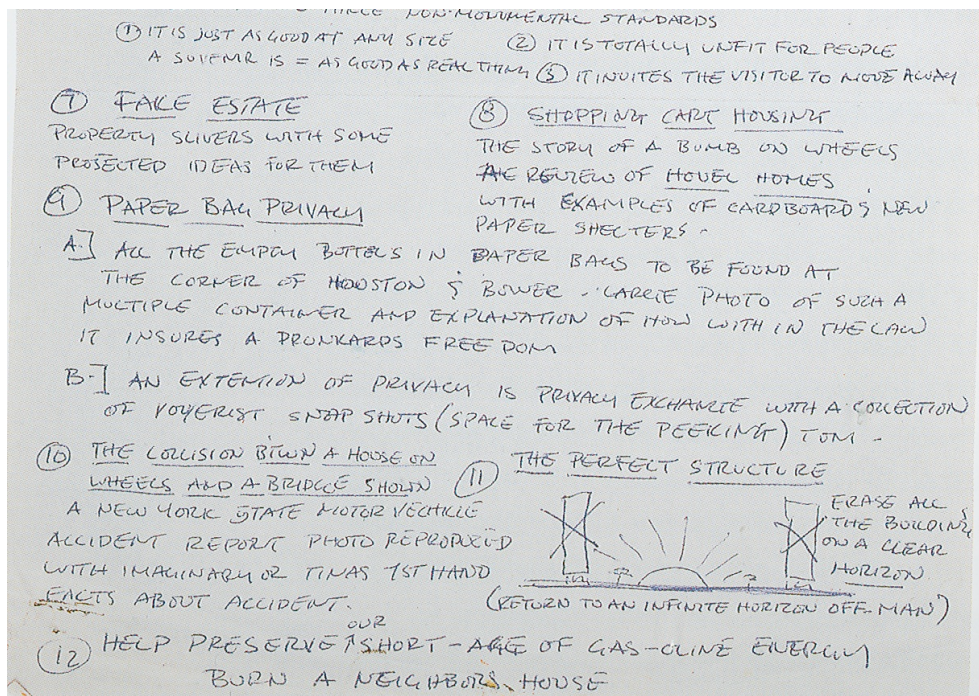 THREE NON-MONUMENTAL STANDARDS
① IT IS JUST AS GOOD AT ANY SIZE ② IT IS TOTALLY UNFIT FOR PEOPLE
A SUVENIR IS = AS GOOD AS REAL THING ③ IT INVITES THE VISITOR TO MOVE AWAY
⑦ FAKE ESTATE
PROPERTY SLIVERS WITH SOME
PROJECTED IDEAS FOR THEM
⑧ SHOPPING CART HOUSING
THE STORY OF A BUMB ON WHEELS
REVIEW OF HOVEL HOMES
WITH EXAMPLES OF CARDBOARD & NEW
PAPER SHELTERS -
⑨ PAPER BAG PRIVACY
A.] ALL THE EMPTY BOTTELS IN PAPER BAGS TO BE FOUND AT
THE CORNER OF HOUSTON & BOWER - LARGE PHOTO OF SUCH A
MULTIPLE CONTAINER AND EXPLANATION OF HOW WITH IN THE LAW
IT INSURES A DRUNKARDS FREEDOM
B-] AN EXTENTION OF PRIVACY IS PRIVACY EXCHANGE WITH A COLLECTION
OF VOYERIST SNAP SHOTS (SPACE FOR THE PEEKING) TOM -
⑩ THE COLLISION BTWN A HOUSE ON
WHEELS AND A BRIDGE SHOWN
A NEW YORK STATE MOTOR VECHICLE
ACCIDENT REPORT PHOTO REPRODUCED
WITH IMAGINARY OR TINAS 1ST HAND
FACTS ABOUT ACCIDENT.
⑪ THE PERFECT STRUCTURE
ERASE ALL
THE BUILDING
ON A CLEAR
HORIZON
(RETURN TO AN INFINITE HORIZON OFF-MAN')
⑫ HELP PRESERVE OUR SHORT-AGE OF GAS-OLINE ENERGY
BURN A NEIGHBORS HOUSE